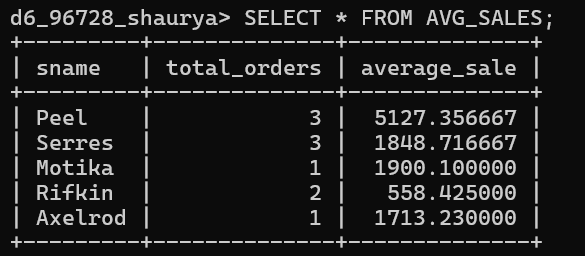 d6_96728_shaurya> SELECT * FROM AVG_SALES;
+---------+--------------+--------------+
| sname   | total_orders | average_sale |
+---------+--------------+--------------+
| Peel    |            3 |  5127.356667 |
| Serres  |            3 |  1848.716667 |
| Motika  |            1 |  1900.100000 |
| Rifkin  |            2 |   558.425000 |
| Axelrod |            1 |  1713.230000 |
+---------+--------------+--------------+